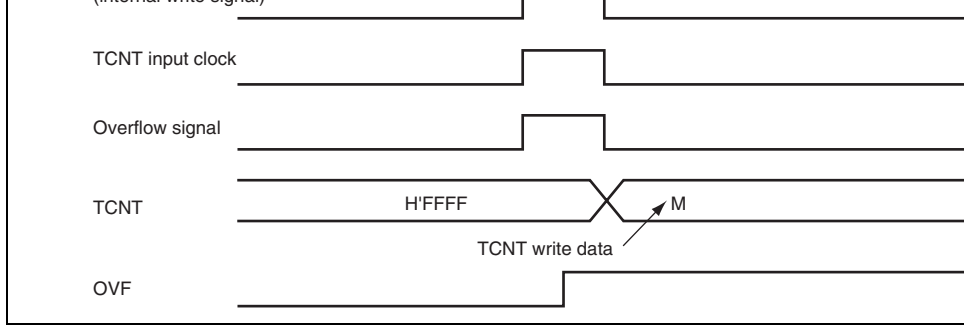 (internal write signal)
TCNT input clock
Overflow signal
TCNT
H'FFFF
M
TCNT write data
OVF